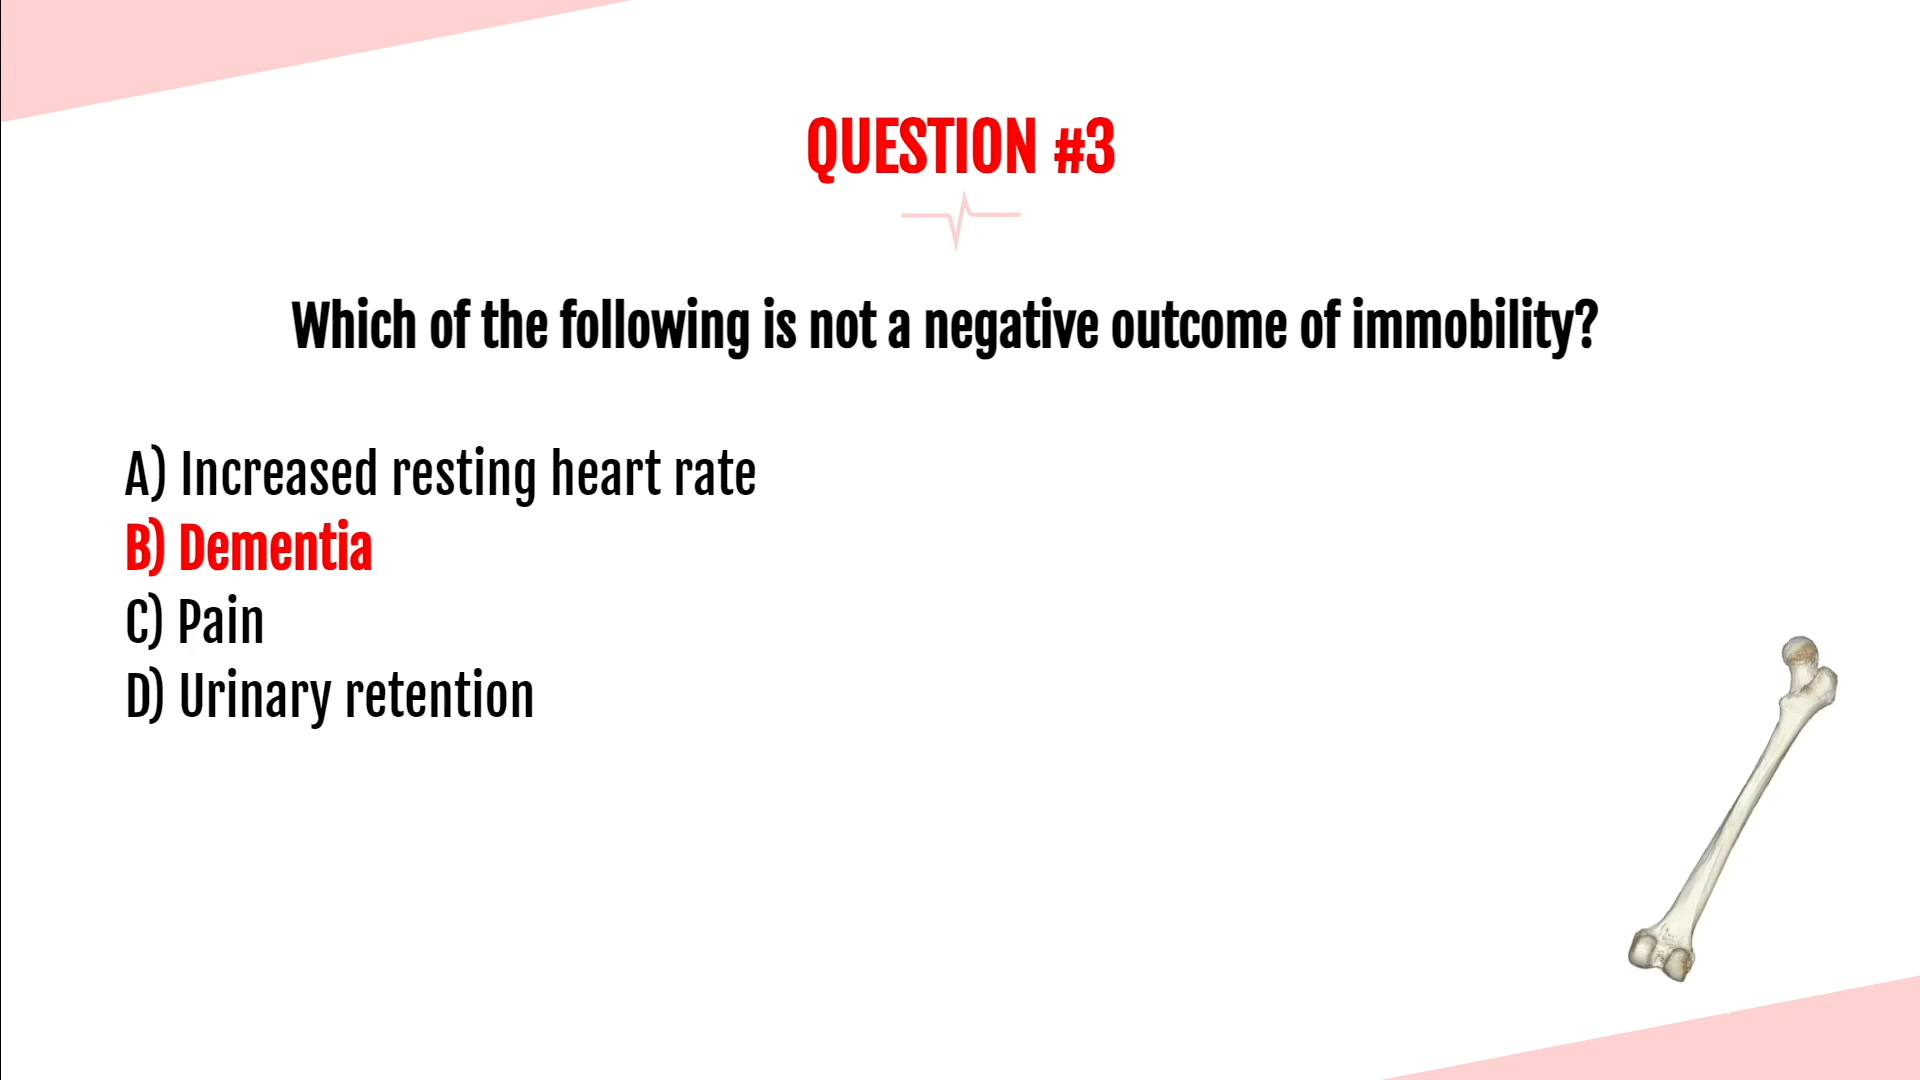 QUESTION #3
Which of the following is not a negative outcome of immobility?
A) Increased resting heart rate
B) Dementia
C) Pain
D) Urinary retention